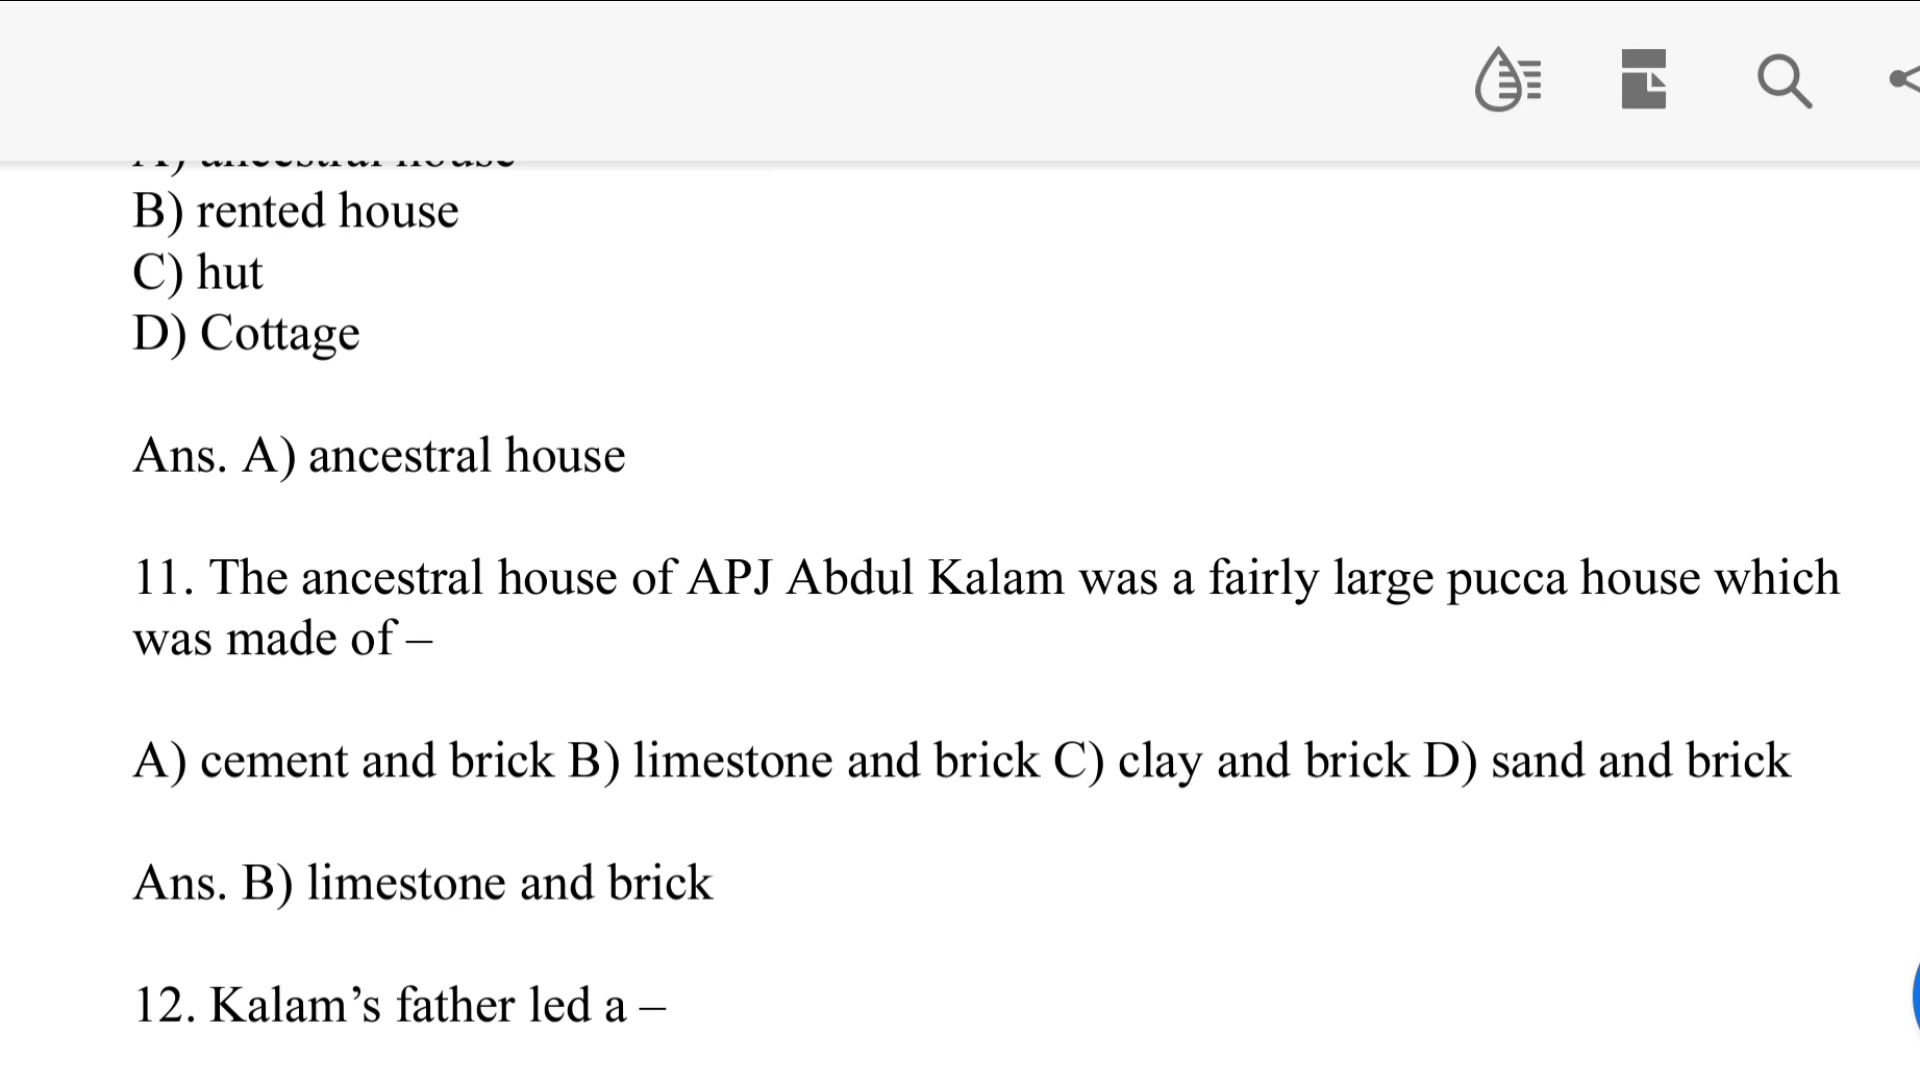 A) ancestral house
B) rented house
C) hut
D) Cottage
Ans. A) ancestral house
11. The ancestral house of APJ Abdul Kalam was a fairly large pucca house which
was made of –
A) cement and brick B) limestone and brick C) clay and brick D) sand and brick
Ans. B) limestone and brick
12. Kalam’s father led a –